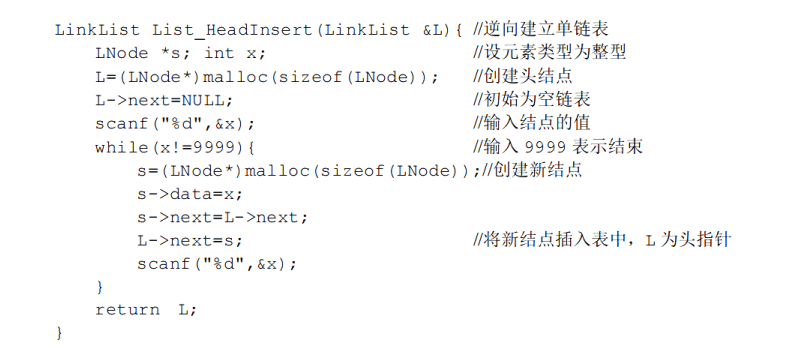 LinkList List_HeadInsert(LinkList &L){ //逆向建立单链表
LNode *s; int x; //设元素类型为整型
L=(LNode*)malloc(sizeof(LNode)); //创建头结点
L->next=NULL; //初始为空链表
scanf("%d",&x); //输入结点的值
while(x!=9999){ //输入 9999 表示结束
s=(LNode*)malloc(sizeof(LNode));//创建新结点
s->data=x;
s->next=L->next;
L->next=s; //将新结点插入表中，L 为头指针
scanf("%d",&x);
}
return L;
}